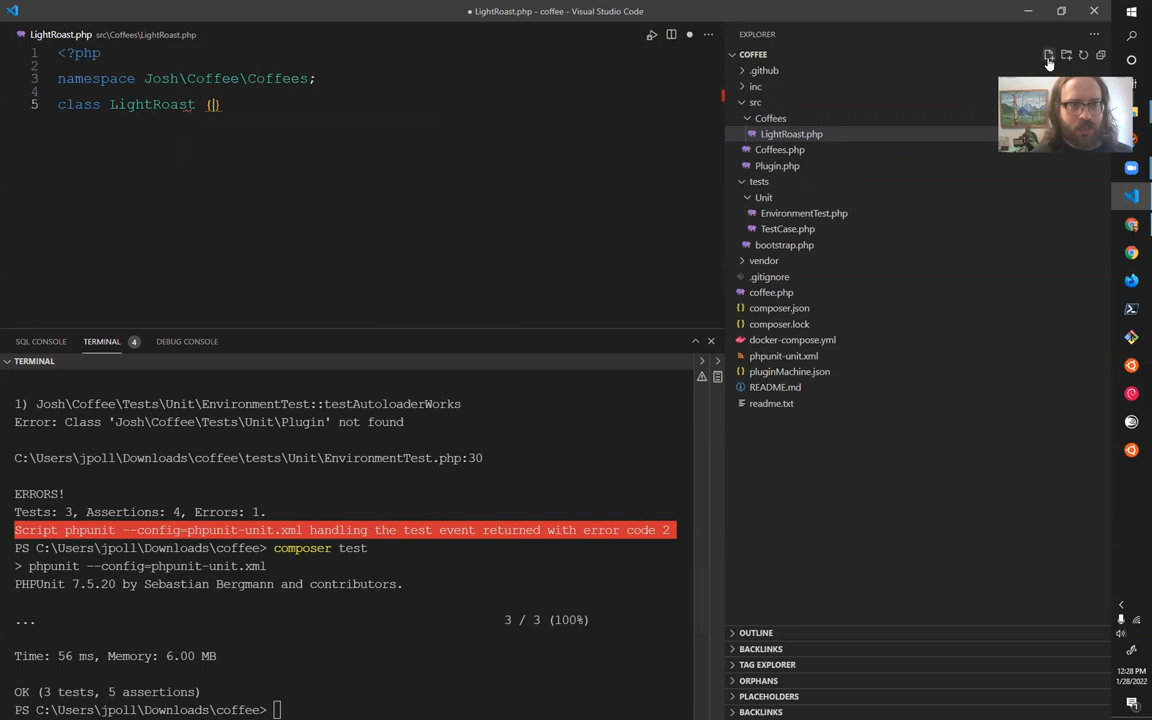 ● LightRoast.php - coffee - Visual Studio Code
LightRoast.php src\Coffees\LightRoast.php
1 <?php
2
3 namespace Josh\Coffee\Coffees;
4
5 class LightRoast {}
EXPLORER
COFFEE
.github
inc
src
Coffees
LightRoast.php
Coffees.php
Plugin.php
tests
Unit
EnvironmentTest.php
TestCase.php
bootstrap.php
vendor
.gitignore
coffee.php
composer.json
composer.lock
docker-compose.yml
phpunit-unit.xml
pluginMachine.json
README.md
readme.txt
OUTLINE
BACKLINKS
TAG EXPLORER
ORPHANS
PLACEHOLDERS
BACKLINKS
SQL CONSOLE TERMINAL 4 DEBUG CONSOLE
TERMINAL
1) Josh\Coffee\Tests\Unit\EnvironmentTest::testAutoloaderWorks
Error: Class 'Josh\Coffee\Tests\Unit\Plugin' not found
C:\Users\jpoll\Downloads\coffee\tests\Unit\EnvironmentTest.php:30
ERRORS!
Tests: 3, Assertions: 4, Errors: 1.
Script phpunit --config=phpunit-unit.xml handling the test event returned with error code 2
PS C:\Users\jpoll\Downloads\coffee> composer test
> phpunit --config=phpunit-unit.xml
PHPUnit 7.5.20 by Sebastian Bergmann and contributors.
... 3 / 3 (100%)
Time: 56 ms, Memory: 6.00 MB
OK (3 tests, 5 assertions)
PS C:\Users\jpoll\Downloads\coffee>
12:28 PM
1/28/2022